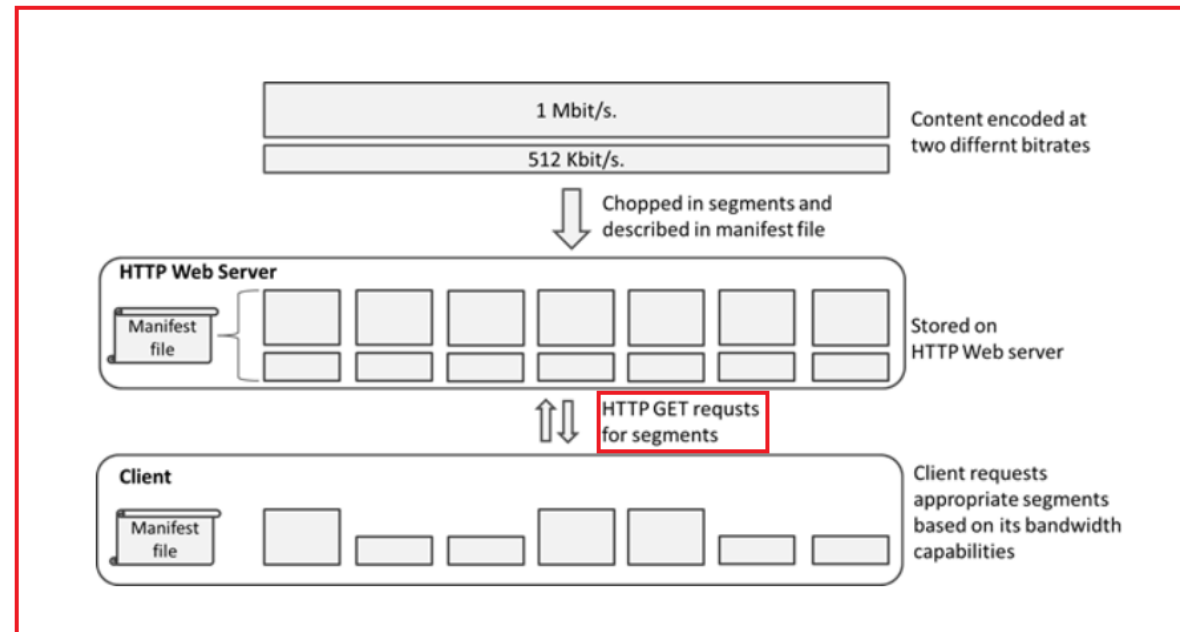 1 Mbit/s.
512 Kbit/s.
Content encoded at
two differnt bitrates
Chopped in segments and
described in manifest file
HTTP Web Server
Manifest
file
Stored on
HTTP Web server
HTTP GET requsts
for segments
Client
Manifest
file
Client requests
appropriate segments
based on its bandwidth
capabilities